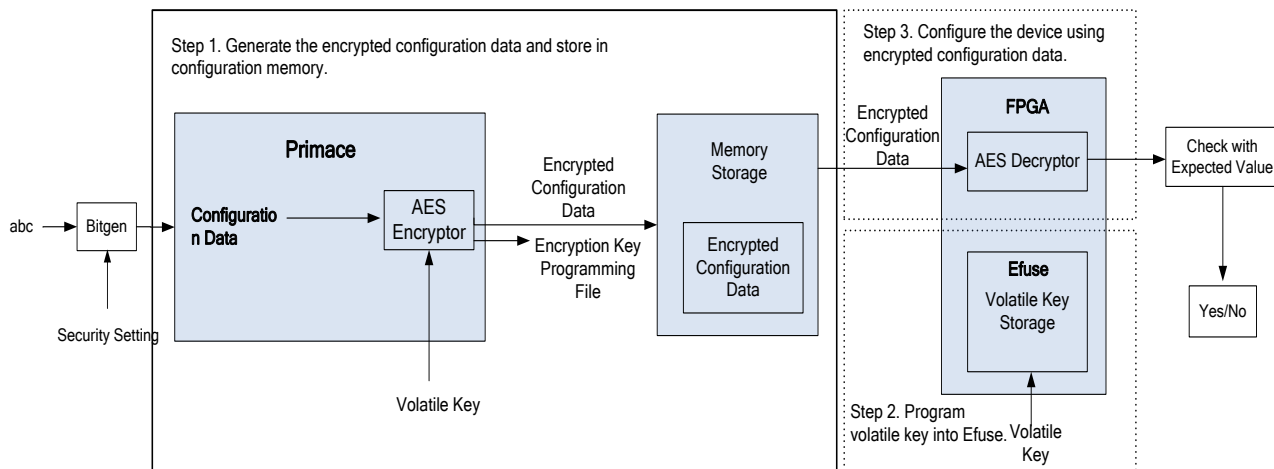 Step 1. Generate the encrypted configuration data and store in
configuration memory.
Step 3. Configure the device using
encrypted configuration data.
abc
Bitgen
Security Setting
Primace
Configuratio
n Data
AES
Encryptor
Volatile Key
Encrypted
Configuration
Data
Encryption Key
Programming
File
Memory
Storage
Encrypted
Configuration
Data
Encrypted
Configuration
Data
FPGA
AES Decryptor
Efuse
Volatile Key
Storage
Step 2. Program
volatile key into Efuse.
Volatile
Key
Check with
Expected Value
Yes/No